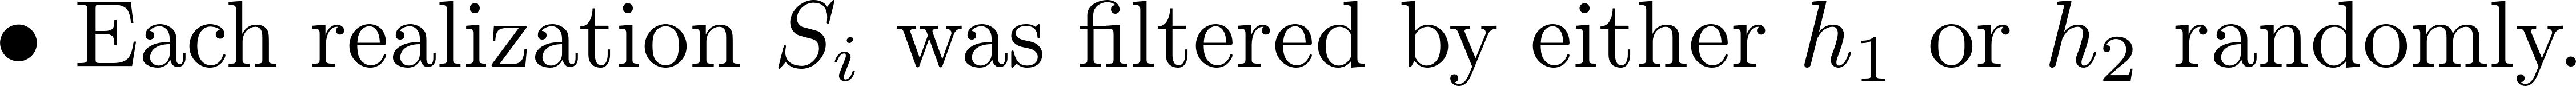 • Each realization $S_i$ was filtered by either $h_1$ or $h_2$ randomly.